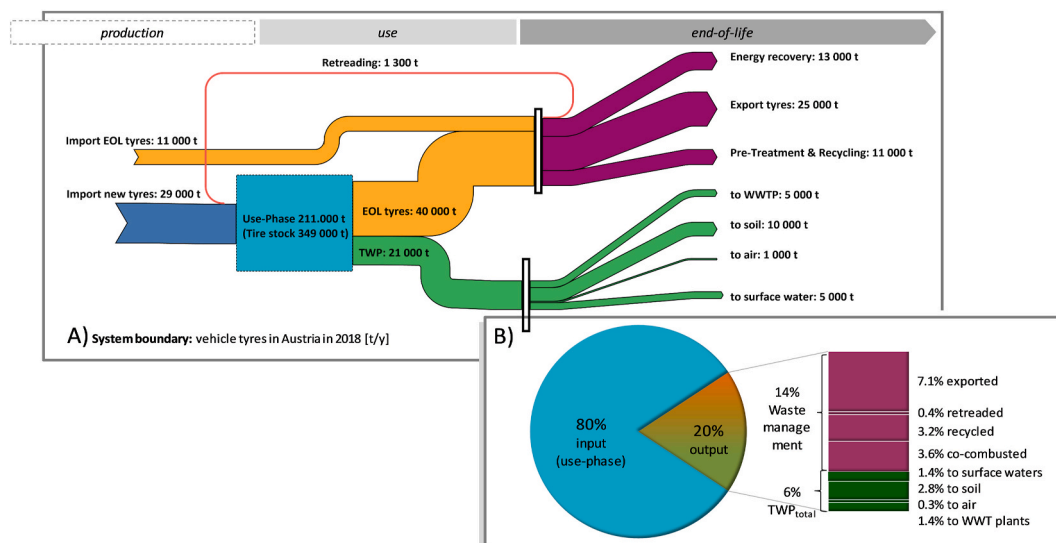 production
use
end-of-life
Retreading: 1 300 t
Energy recovery: 13 000 t
Export tyres: 25 000 t
Import EOL tyres: 11 000 t
Pre-Treatment & Recycling: 11 000 t
Import new tyres: 29 000 t
Use-Phase 211.000 t
(Tire stock 349 000 t)
EOL tyres: 40 000 t
TWP: 21 000 t
to WWTP: 5 000 t
to soil: 10 000 t
to air: 1 000 t
to surface water: 5 000 t
A) System boundary: vehicle tyres in Austria in 2018 [t/y]
B)
80%
input
(use-phase)
20%
output
14%
Waste
manage
ment
6%
TWPtotal
7.1% exported
0.4% retreaded
3.2% recycled
3.6% co-combusted
1.4% to surface waters
2.8% to soil
0.3% to air
1.4% to WWT plants